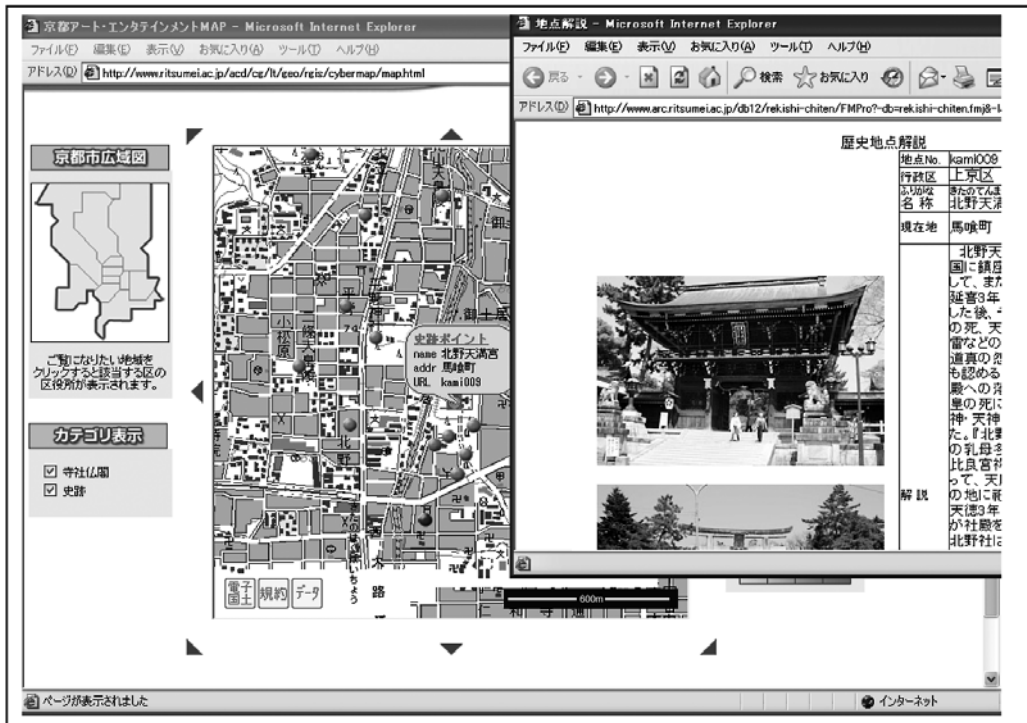 京都アート・エンタテインメントMAP - Microsoft Internet Explorer
ファイル(F) 編集(E) 表示(V) お気に入り(A) ツール(T) ヘルプ(H)
アドレス(D) http://www.ritsumei.ac.jp/acd/cg/lt/geo/rgis/cybermap/map.html
京都市広域図
ご覧になりたい地域を
クリックすると該当する区の
区役所が表示されます。
カテゴリ表示
寺社仏閣
史跡
小松原
北野
史跡ポイント
name 北野天満宮
addr 馬喰町
URL kami009
電子国土
規約
データ
仁和寺
600m
ページが表示されました
インターネット
地点解説 - Microsoft Internet Explorer
ファイル(F) 編集(E) 表示(V) お気に入り(A) ツール(T) ヘルプ(H)
戻る 検索 お気に入り
アドレス(D) http://www.arc.ritsumei.ac.jp/db12/rekishi-chiten/FMPro?-db=rekishi-chiten.fmj&-l
歴史地点解説
地点No. kami009
行政区 上京区
ふりがな きたのてんま
名称 北野天満
現在地 馬喰町
解説
北野天
国に鎮座
して、また
延喜3年
した後、
の死、天
雷などの
道真の怨
も認める
殿への落
皇の死に
神・天神
た。『北野
の乳母多
比良宮祢
って、天
の地に祀
天徳3年
が社殿を
北野社は